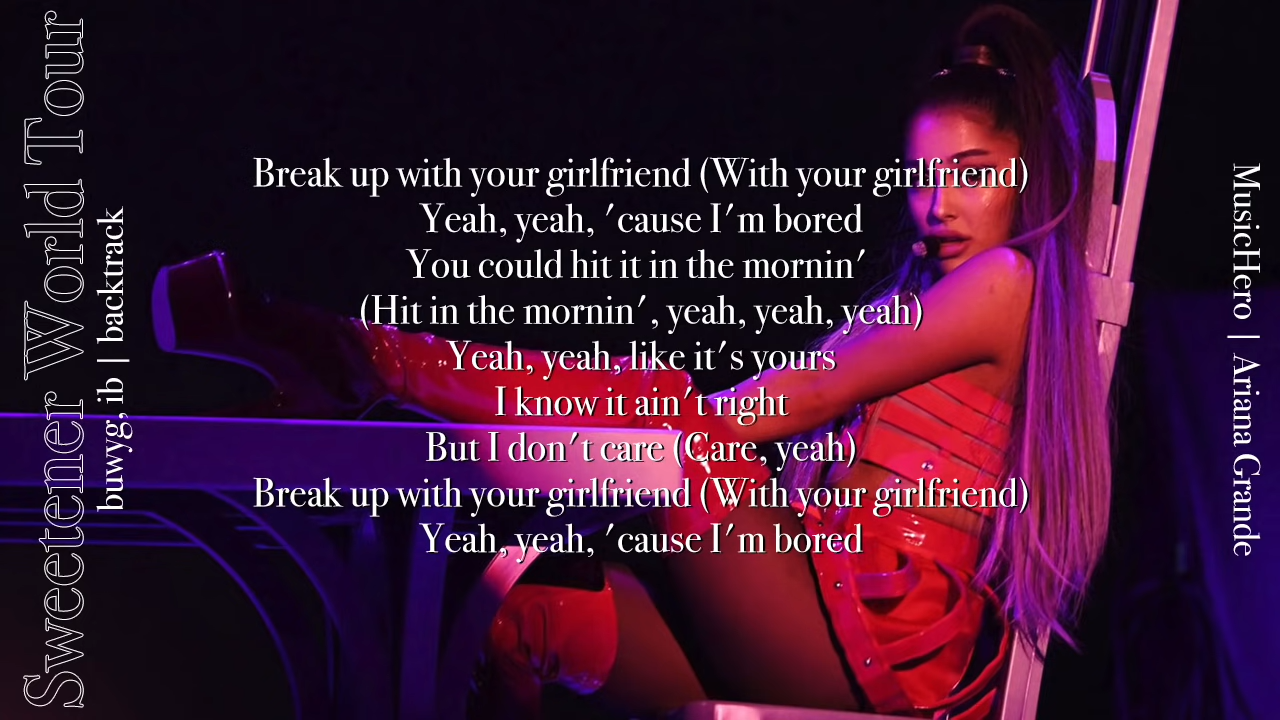 Sweetener World Tour
buwyg, ib | backtrack
Break up with your girlfriend (With your girlfriend)
Yeah, yeah, 'cause I'm bored
You could hit it in the mornin'
(Hit in the mornin', yeah, yeah, yeah)
Yeah, yeah, like it's yours
I know it ain't right
But I don't care (Care, yeah)
Break up with your girlfriend (With your girlfriend)
Yeah, yeah, 'cause I'm bored
MusicHero | Ariana Grande